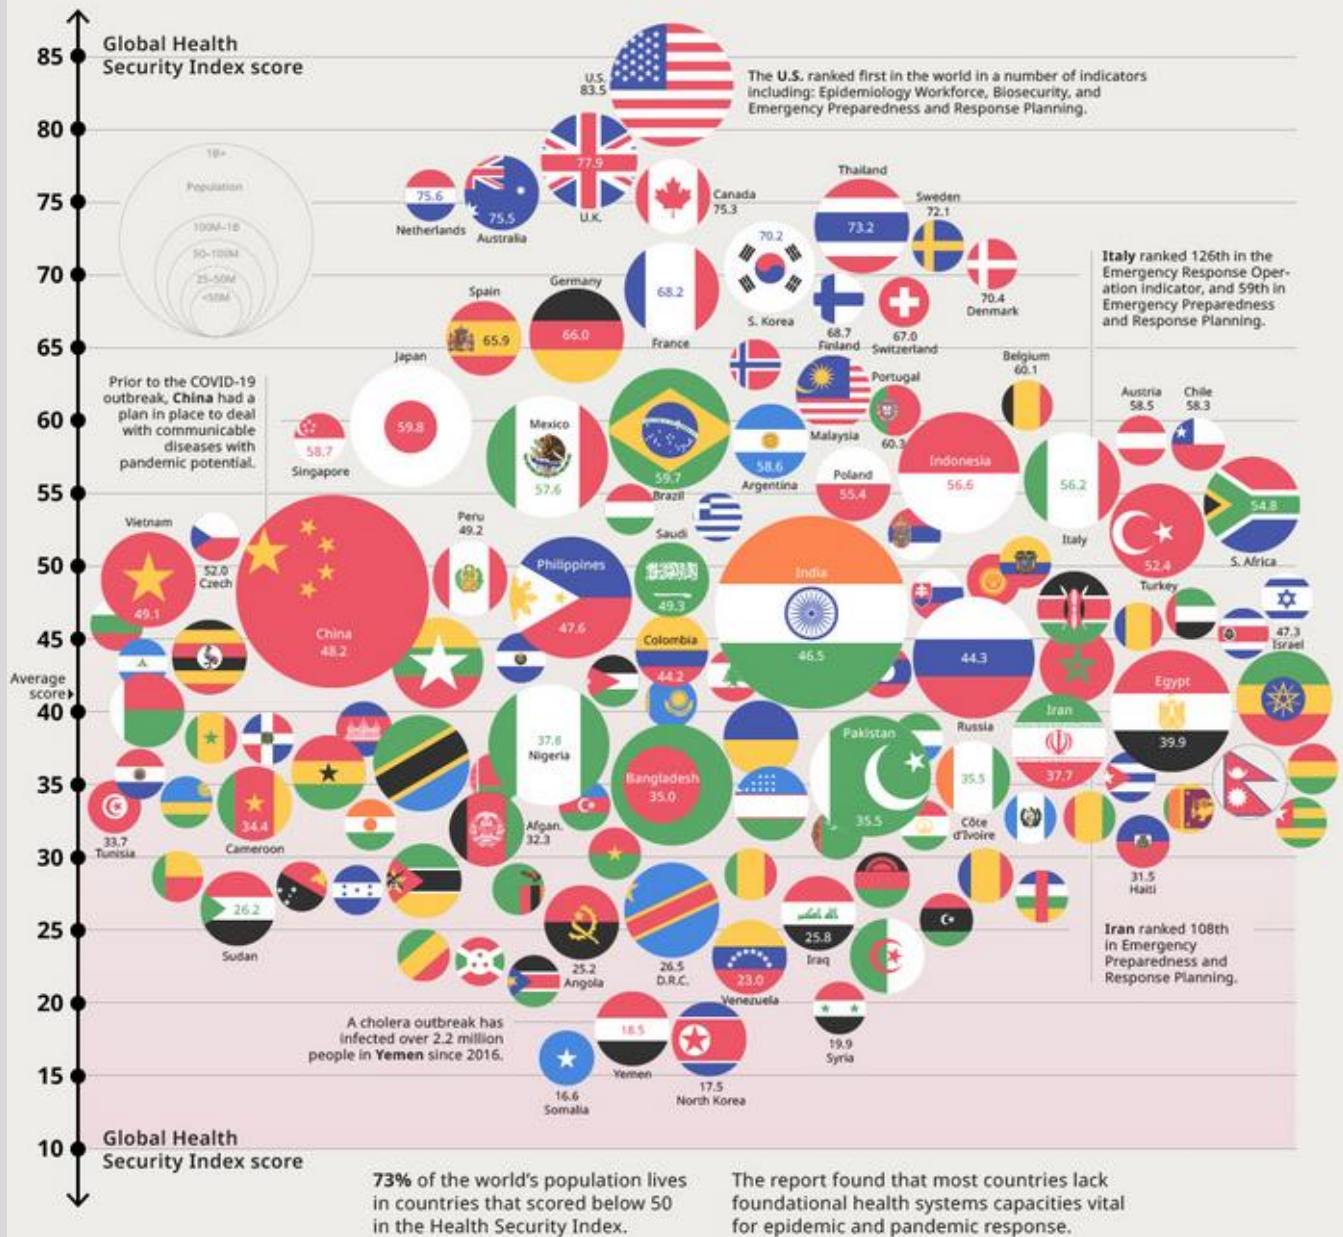 Global Health
Security Index score
85
80
75
70
65
60
55
50
45
Average
score
40
35
30
25
20
15
10
1B+
Population
100M–1B
50–100M
25–50M
<50M
U.S.
83.5
The U.S. ranked first in the world in a number of indicators
including: Epidemiology Workforce, Biosecurity, and
Emergency Preparedness and Response Planning.
77.9
U.K.
75.6
Netherlands
75.5
Australia
Canada
75.3
Thailand
73.2
Sweden
72.1
70.2
S. Korea
70.4
Denmark
Italy ranked 126th in the
Emergency Response Oper-
ation indicator, and 59th in
Emergency Preparedness
and Response Planning.
Spain
65.9
Germany
66.0
68.2
France
68.7
Finland
67.0
Switzerland
Japan
59.8
Prior to the COVID-19
outbreak, China had a
plan in place to deal
with communicable
diseases with
pandemic potential.
58.7
Singapore
Mexico
57.6
59.7
Brazil
58.6
Argentina
Malaysia
Portugal
60.3
Belgium
60.1
Austria
58.5
Chile
58.3
Poland
55.4
Indonesia
56.6
56.2
Italy
54.8
S. Africa
52.4
Turkey
Vietnam
49.1
52.0
Czech
China
48.2
Peru
49.2
Philippines
47.6
Saudi
49.3
Colombia
44.2
India
46.5
44.3
Russia
47.3
Israel
Egypt
39.9
Iran
37.7
37.8
Nigeria
Bangladesh
35.0
Pakistan
35.5
35.5
Côte
d'Ivoire
33.7
Tunisia
34.4
Cameroon
Afgan.
32.3
31.5
Haiti
26.2
Sudan
25.2
Angola
26.5
D.R.C.
23.0
Venezuela
25.8
Iraq
Iran ranked 108th
in Emergency
Preparedness and
Response Planning.
A cholera outbreak has
infected over 2.2 million
people in Yemen since 2016.
18.5
Yemen
19.9
Syria
16.6
Somalia
17.5
North Korea
Global Health
Security Index score
73% of the world's population lives
in countries that scored below 50
in the Health Security Index.
The report found that most countries lack
foundational health systems capacities vital
for epidemic and pandemic response.